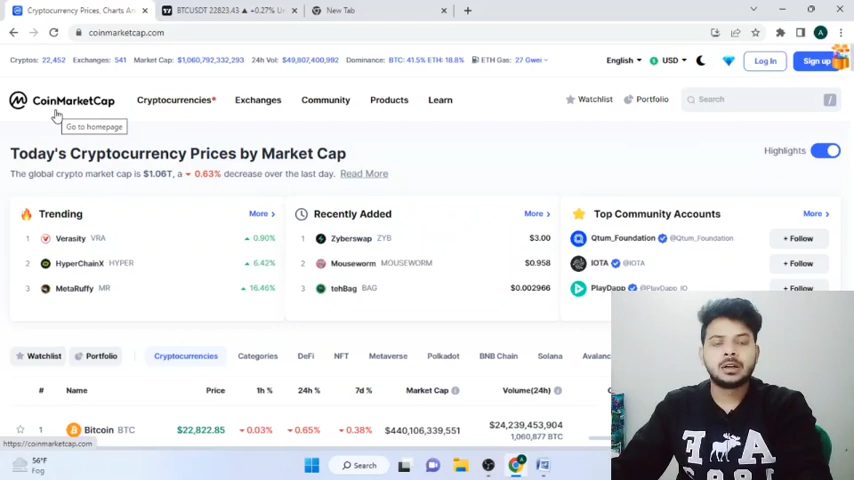 Cryptocurrency Prices, Charts An
BTCUSDT 22823.43 ▲ +0.27% Un
New Tab
coinmarketcap.com
Cryptos: 22,452 Exchanges: 541 Market Cap: $1,060,792,332,293 24h Vol: $49,807,400,992 Dominance: BTC: 41.5% ETH: 18.8% ETH Gas: 27 Gwei
English USD Log In Sign up
CoinMarketCap Cryptocurrencies Exchanges Community Products Learn Watchlist Portfolio Search /
Go to homepage
Today's Cryptocurrency Prices by Market Cap
Highlights
The global crypto market cap is $1.06T, a 0.63% decrease over the last day. Read More
Trending More >
1 Verasity VRA 0.90%
2 HyperChainX HYPER 6.42%
3 MetaRuffy MR 16.46%
Recently Added More >
1 Zyberswap ZYB $3.00
2 Mouseworm MOUSEWORM $0.958
3 tehBag BAG $0.002966
Top Community Accounts More >
Qtum_Foundation @Qtum_Foundation + Follow
IOTA @IOTA + Follow
PlayDapp @PlayDapp_IO + Follow
Watchlist Portfolio Cryptocurrencies Categories DeFi NFT Metaverse Polkadot BNB Chain Solana Avalanc
# Name Price 1h % 24h % 7d % Market Cap Volume(24h)
1 Bitcoin BTC $22,822.85 0.03% 0.65% 0.38% $440,106,339,551 $24,239,453,904
1,060,877 BTC
https://coinmarketcap.com
56°F
Fog
Search